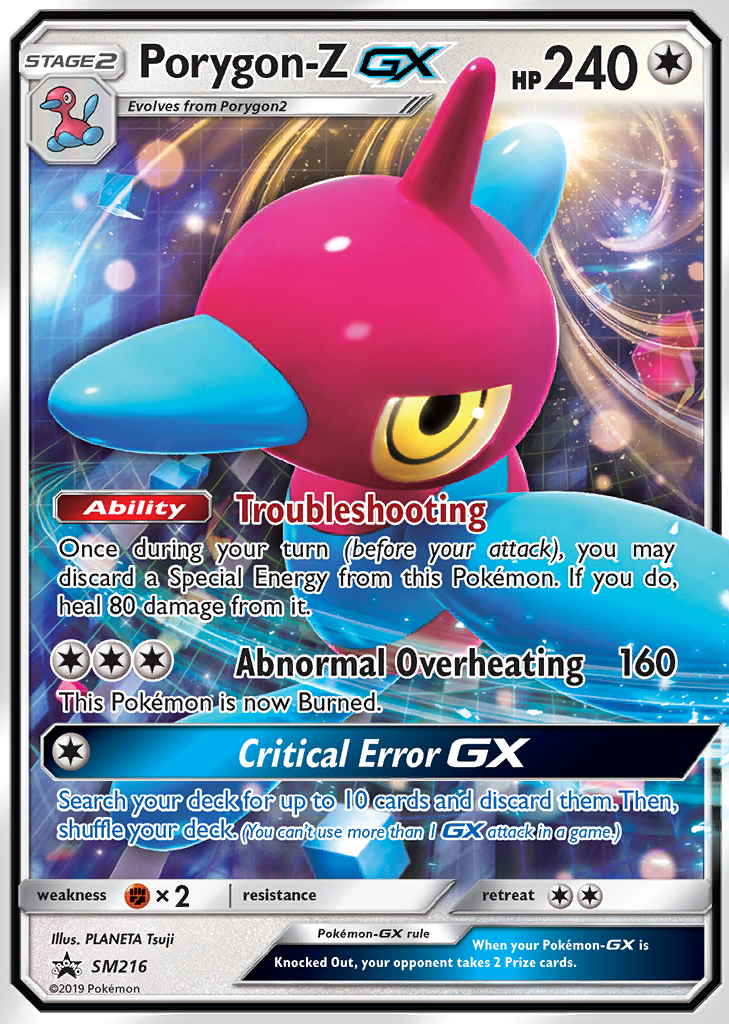 STAGE2 Porygon-Z GX HP 240
Evolves from Porygon2
Ability Troubleshooting
Once during your turn (before your attack), you may
discard a Special Energy from this Pokémon. If you do,
heal 80 damage from it.
Abnormal Overheating 160
This Pokémon is now Burned.
Critical Error GX
Search your deck for up to 10 cards and discard them. Then,
shuffle your deck. (You can't use more than 1 GX attack in a game.)
weakness ×2 resistance retreat
Illus. PLANETA Tsuji
PROMO SM216
©2019 Pokémon
Pokémon-GX rule
When your Pokémon-GX is
Knocked Out, your opponent takes 2 Prize cards.